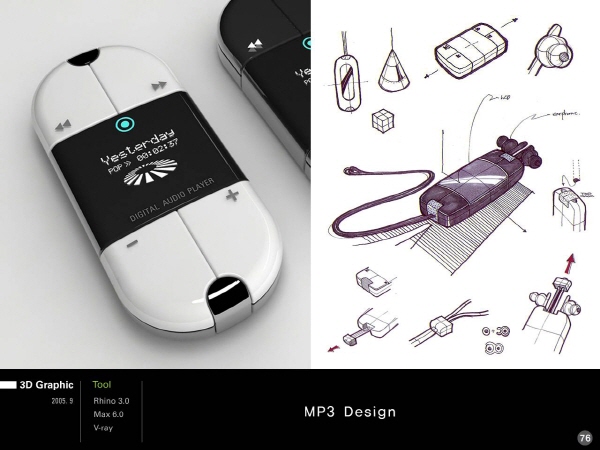 Yesterday
POP 00:02:37
DIGITAL AUDIO PLAYER
LCD
earphone.
3D Graphic
2005. 9
Tool
Rhino 3.0
Max 6.0
V-ray
MP3 Design
76